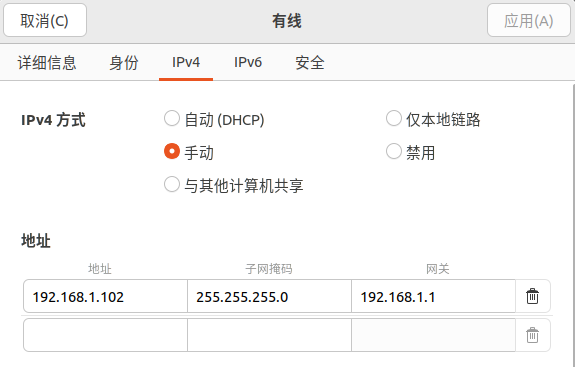 取消(C) 有线 应用(A)
详细信息 身份 IPv4 IPv6 安全
IPv4 方式 自动 (DHCP) 仅本地链路
手动 禁用
与其他计算机共享
地址
地址 子网掩码 网关
192.168.1.102 255.255.255.0 192.168.1.1